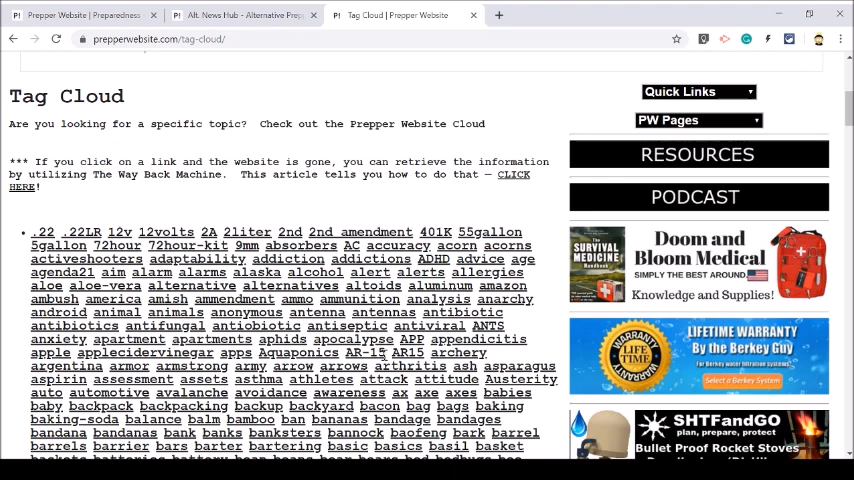 P! Prepper Website | Preparedness
P! Alt. News Hub - Alternative Prep
P! Tag Cloud | Prepper Website
prepperwebsite.com/tag-cloud/
Tag Cloud
Are you looking for a specific topic? Check out the Prepper Website Cloud
*** If you click on a link and the website is gone, you can retrieve the information
by utilizing The Way Back Machine. This article tells you how to do that — CLICK
HERE!
.22 .22LR 12v 12volts 2A 2liter 2nd 2nd amendment 401K 55gallon
5gallon 72hour 72hour-kit 9mm absorbers AC accuracy acorn acorns
activeshooters adaptability addiction addictions ADHD advice age
agenda21 aim alarm alarms alaska alcohol alert alerts allergies
aloe aloe-vera alternative alternatives altoids aluminum amazon
ambush america amish ammendment ammo ammunition analysis anarchy
android animal animals anonymous antenna antennas antibiotic
antibiotics antifungal antiobiotic antiseptic antiviral ANTS
anxiety apartment apartments aphids apocalypse APP appendicitis
apple applecidervinegar apps Aquaponics AR-15 AR15 archery
argentina armor armstrong army arrow arrows arthritis ash asparagus
aspirin assessment assets asthma athletes attack attitude Austerity
auto automotive avalanche avoidance awareness ax axe axes babies
baby backpack backpacking backup backyard bacon bag bags baking
baking-soda balance balm bamboo ban bananas bandage bandages
bandana bandanas bank banks banksters bannock baofeng bark barrel
barrels barrier bars barter bartering basic basics basil basket
Quick Links
PW Pages
RESOURCES
PODCAST
THE
SURVIVAL
MEDICINE
Handbook
Doom and
Bloom Medical
SIMPLY THE BEST AROUND
Knowledge and Supplies!
LIFE
TIME
WARRANTY
LIFETIME WARRANTY
By the Berkey Guy
Select a Berkey System
SHTFandGO
plan, prepare, protect
Bullet Proof Rocket Stoves